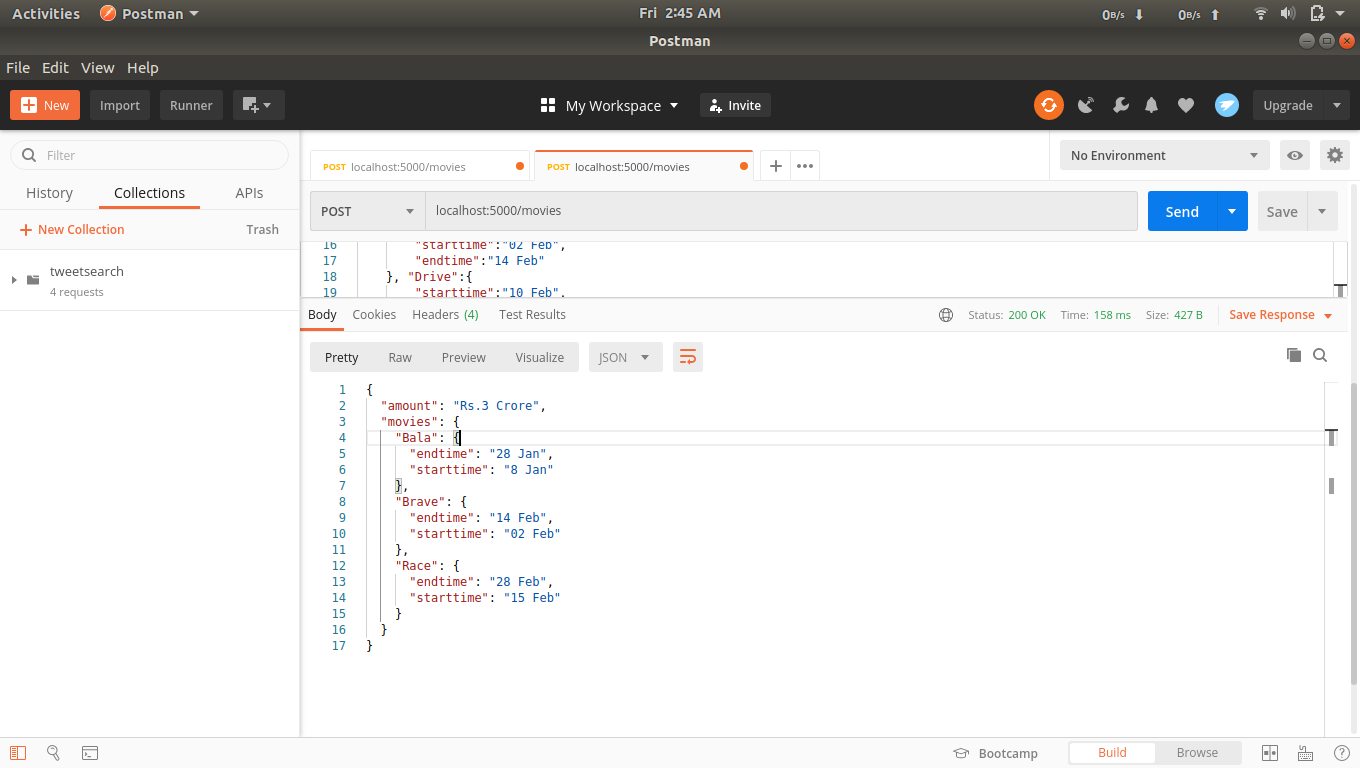 Activities Postman Fri 2:45 AM 0B/s 0B/s
Postman
File Edit View Help
New Import Runner My Workspace Invite Upgrade
Filter
History Collections APIs
New Collection Trash
tweetsearch
4 requests
POST localhost:5000/movies POST localhost:5000/movies No Environment
POST localhost:5000/movies Send Save
16 "starttime":"02 Feb",
17 "endtime":"14 Feb"
18 }, "Drive":{
19 "starttime":"10 Feb",
Body Cookies Headers (4) Test Results Status: 200 OK Time: 158 ms Size: 427 B Save Response
Pretty Raw Preview Visualize JSON
1 {
2 "amount": "Rs.3 Crore",
3 "movies": {
4 "Bala": {
5 "endtime": "28 Jan",
6 "starttime": "8 Jan"
7 },
8 "Brave": {
9 "endtime": "14 Feb",
10 "starttime": "02 Feb"
11 },
12 "Race": {
13 "endtime": "28 Feb",
14 "starttime": "15 Feb"
15 }
16 }
17 }
Bootcamp Build Browse